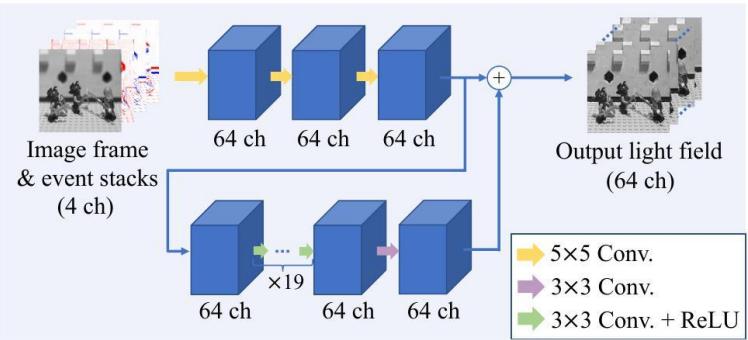 64 ch
64 ch
64 ch
+
Image frame
& event stacks
(4 ch)
Output light field
(64 ch)
...
×19
64 ch
64 ch
64 ch
5×5 Conv.
3×3 Conv.
3×3 Conv. + ReLU